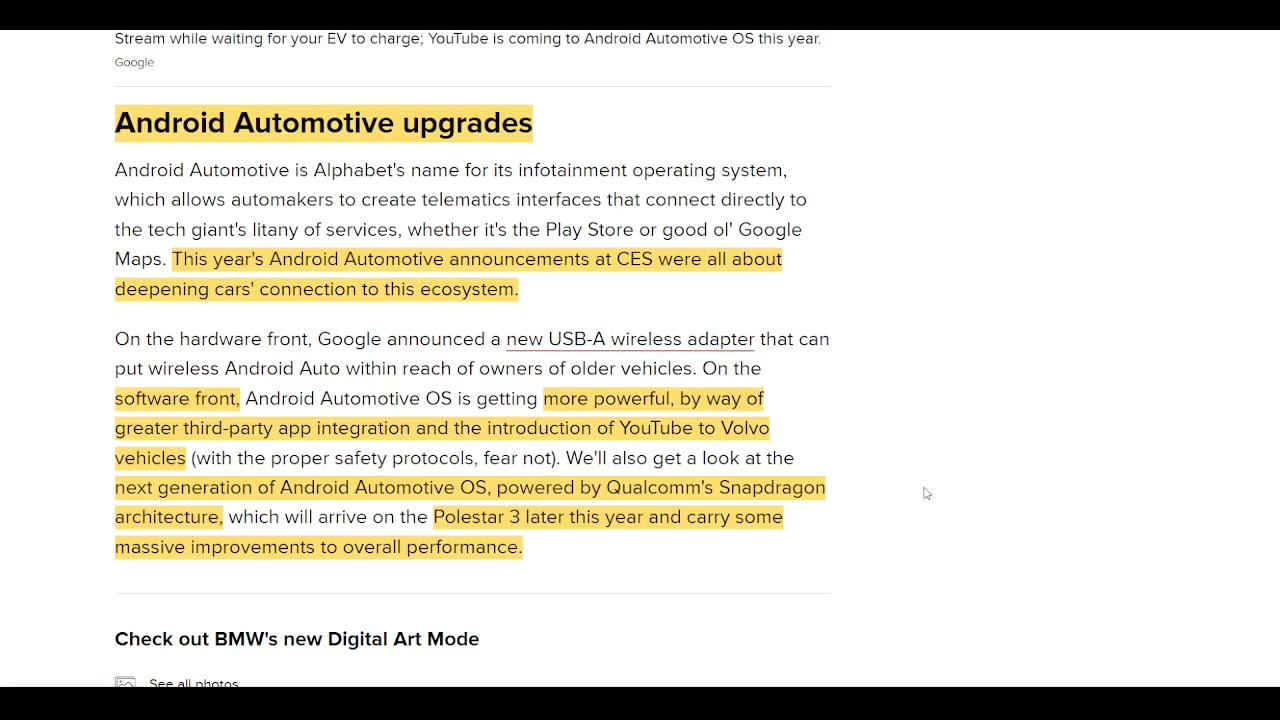 Stream while waiting for your EV to charge; YouTube is coming to Android Automotive OS this year.
Google
Android Automotive upgrades
Android Automotive is Alphabet's name for its infotainment operating system,
which allows automakers to create telematics interfaces that connect directly to
the tech giant's litany of services, whether it's the Play Store or good ol' Google
Maps. This year's Android Automotive announcements at CES were all about
deepening cars' connection to this ecosystem.
On the hardware front, Google announced a new USB-A wireless adapter that can
put wireless Android Auto within reach of owners of older vehicles. On the
software front, Android Automotive OS is getting more powerful, by way of
greater third-party app integration and the introduction of YouTube to Volvo
vehicles (with the proper safety protocols, fear not). We'll also get a look at the
next generation of Android Automotive OS, powered by Qualcomm's Snapdragon
architecture, which will arrive on the Polestar 3 later this year and carry some
massive improvements to overall performance.
Check out BMW's new Digital Art Mode
See all photos